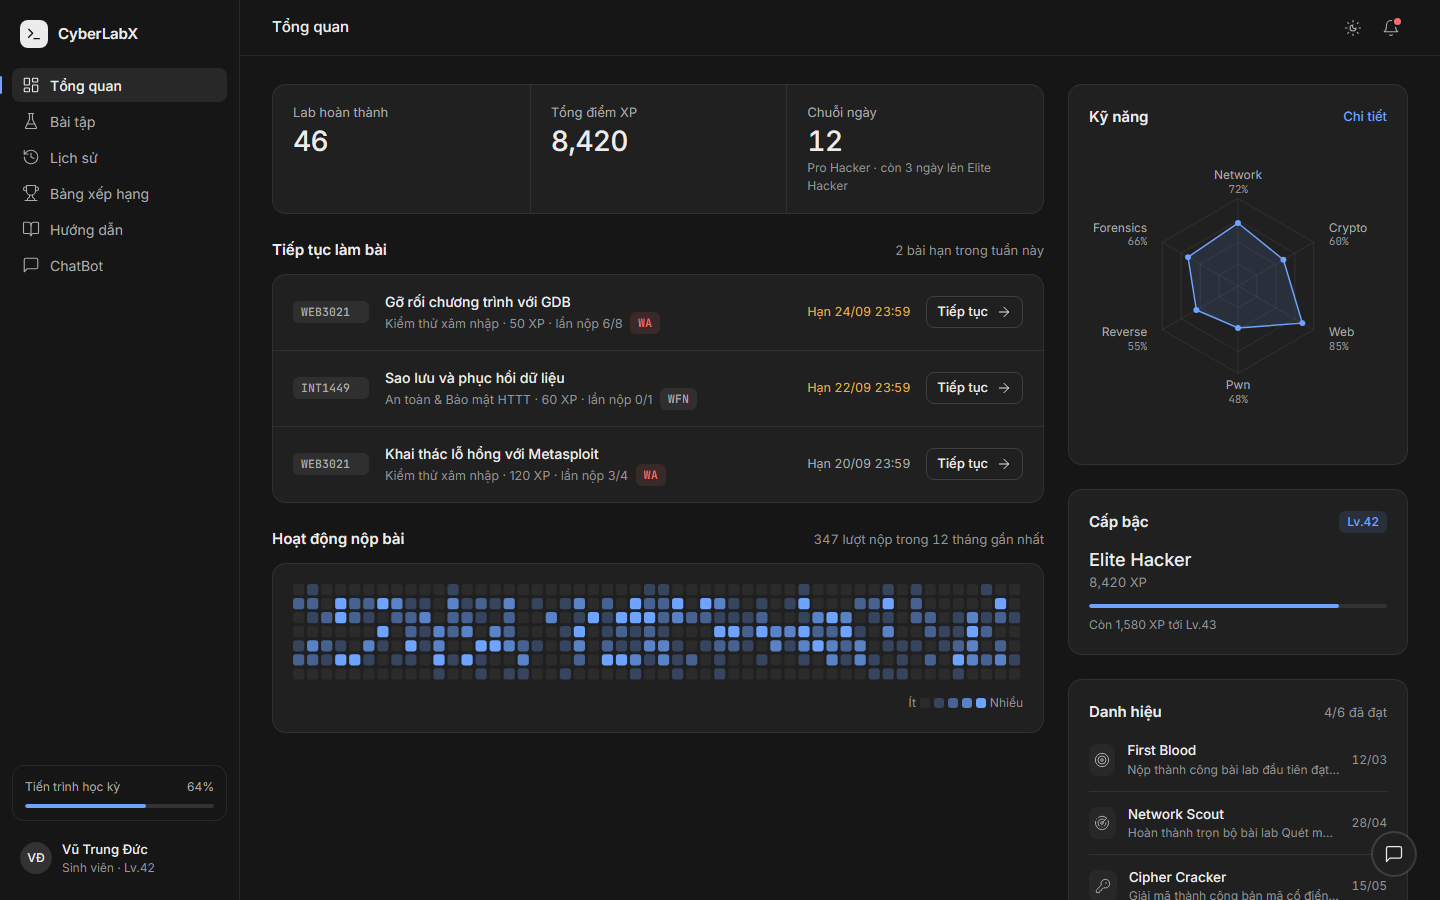 CyberLabX
Tổng quan
Bài tập
Lịch sử
Bảng xếp hạng
Hướng dẫn
ChatBot
Tiến trình học kỳ 64%
VĐ
Vũ Trung Đức
Sinh viên · Lv.42
Tổng quan
Lab hoàn thành
46
Tổng điểm XP
8,420
Chuỗi ngày
12
Pro Hacker · còn 3 ngày lên Elite
Hacker
Tiếp tục làm bài 2 bài hạn trong tuần này
WEB3021
Gỡ rối chương trình với GDB
Kiểm thử xâm nhập · 50 XP · lần nộp 6/8 WA
Hạn 24/09 23:59 Tiếp tục
INT1449
Sao lưu và phục hồi dữ liệu
An toàn & Bảo mật HTTT · 60 XP · lần nộp 0/1 WFN
Hạn 22/09 23:59 Tiếp tục
WEB3021
Khai thác lỗ hổng với Metasploit
Kiểm thử xâm nhập · 120 XP · lần nộp 3/4 WA
Hạn 20/09 23:59 Tiếp tục
Hoạt động nộp bài 347 lượt nộp trong 12 tháng gần nhất
Ít Nhiều
Kỹ năng Chi tiết
Network
72%
Forensics
66%
Crypto
60%
Reverse
55%
Web
85%
Pwn
48%
Cấp bậc Lv.42
Elite Hacker
8,420 XP
Còn 1,580 XP tới Lv.43
Danh hiệu 4/6 đã đạt
First Blood
Nộp thành công bài lab đầu tiên đạt... 12/03
Network Scout
Hoàn thành trọn bộ bài lab Quét m... 28/04
Cipher Cracker
Giải mã thành công bản mã cổ điển... 15/05